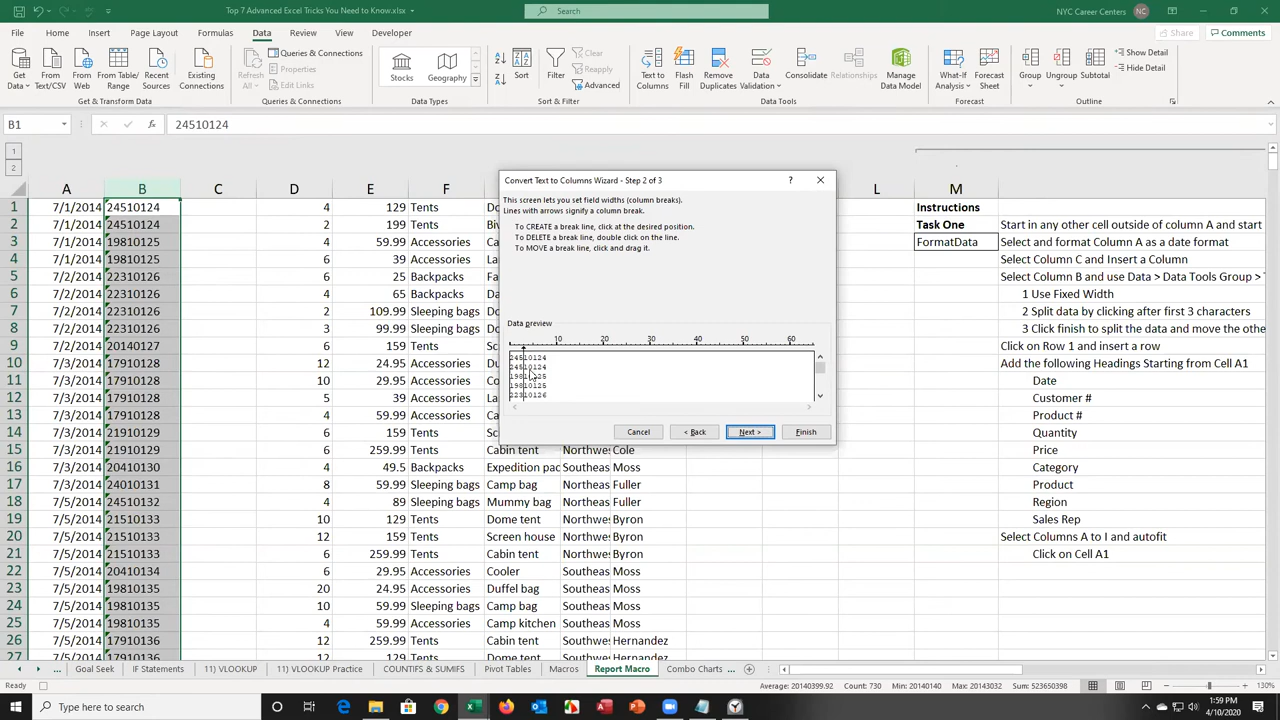 Top 7 Advanced Excel Tricks You Need to Know.xlsx
Search
NYC Career Centers
NC
File Home Insert Page Layout Formulas Data Review View Developer
Share Comments
Get Data
From Text/CSV
From Web
From Table/ Range
Recent Sources
Existing Connections
Refresh All
Queries & Connections
Properties
Edit Links
Stocks
Geography
Sort
Filter
Clear
Reapply
Advanced
Text to Columns
Flash Fill
Remove Duplicates
Data Validation
Consolidate
Relationships
Manage Data Model
What-If Analysis
Forecast Sheet
Group
Ungroup
Subtotal
Show Detail
Hide Detail
Get & Transform Data
Queries & Connections
Data Types
Sort & Filter
Data Tools
Forecast
Outline
B1 fx 24510124
1
2
A B C D E F L M
1 7/1/2014 24510124 4 129 Tents Instructions
2 7/1/2014 24510124 2 199 Tents Task One Start in any other cell outside of column A and start
3 7/1/2014 19810125 4 59.99 Accessories FormatData Select and format Column A as a date format
4 7/1/2014 19810125 6 39 Accessories Select Column C and Insert a Column
5 7/2/2014 22310126 6 25 Backpacks Select Column B and use Data > Data Tools Group >
6 7/2/2014 22310126 4 65 Backpacks 1 Use Fixed Width
7 7/2/2014 22310126 2 109.99 Sleeping bags 2 Split data by clicking after first 3 characters
8 7/2/2014 22310126 3 99.99 Sleeping bags 3 Click finish to split the data and move the othe
9 7/2/2014 20140127 6 159 Tents Click on Row 1 and insert a row
10 7/3/2014 17910128 12 24.95 Accessories Add the following Headings Starting from Cell A1
11 7/3/2014 17910128 10 29.95 Accessories Date
12 7/3/2014 17910128 5 39 Accessories Customer #
13 7/3/2014 17910128 4 59.99 Accessories Product #
14 7/3/2014 21910129 6 159 Tents Quantity
15 7/3/2014 21910129 6 259.99 Tents Cabin tent Northwes Cole Price
16 7/3/2014 20410130 4 49.5 Backpacks Expedition pac Southeas Moss Category
17 7/3/2014 24010131 8 59.99 Sleeping bags Camp bag Northeas Fuller Product
18 7/5/2014 24510132 4 89 Sleeping bags Mummy bag Northeas Fuller Region
19 7/5/2014 21510133 10 129 Tents Dome tent Northwes Byron Sales Rep
20 7/5/2014 21510133 12 159 Tents Screen house Northwes Byron Select Columns A to I and autofit
21 7/5/2014 21510133 6 259.99 Tents Cabin tent Northwes Byron Click on Cell A1
22 7/5/2014 20410134 6 29.95 Accessories Cooler Southeas Moss
23 7/5/2014 19810135 20 24.95 Accessories Duffel bag Southeas Moss
24 7/5/2014 19810135 10 59.99 Sleeping bags Camp bag Southeas Moss
25 7/5/2014 19810135 4 59.99 Accessories Camp kitchen Southeas Moss
26 7/5/2014 17910136 12 259.99 Tents Cabin tent Southwes Hernandez
27 7/5/2014 17910136 12 129 Tents Dome tent Southwes Hernandez
Convert Text to Columns Wizard - Step 2 of 3
This screen lets you set field widths (column breaks).
Lines with arrows signify a column break.
To CREATE a break line, click at the desired position.
To DELETE a break line, double click on the line.
To MOVE a break line, click and drag it.
Data preview
10 20 30 40 50 60
24510124
24510124
19810125
19810125
22310126
Cancel < Back Next > Finish
... Goal Seek IF Statements 11) VLOOKUP 11) VLOOKUP Practice COUNTIFS & SUMIFS Pivot Tables Macros Report Macro Combo Charts ...
Ready Average: 20140399.92 Count: 730 Min: 20140140 Max: 20143032 Sum: 523650398 130%
Type here to search
1:59 PM
4/10/2020